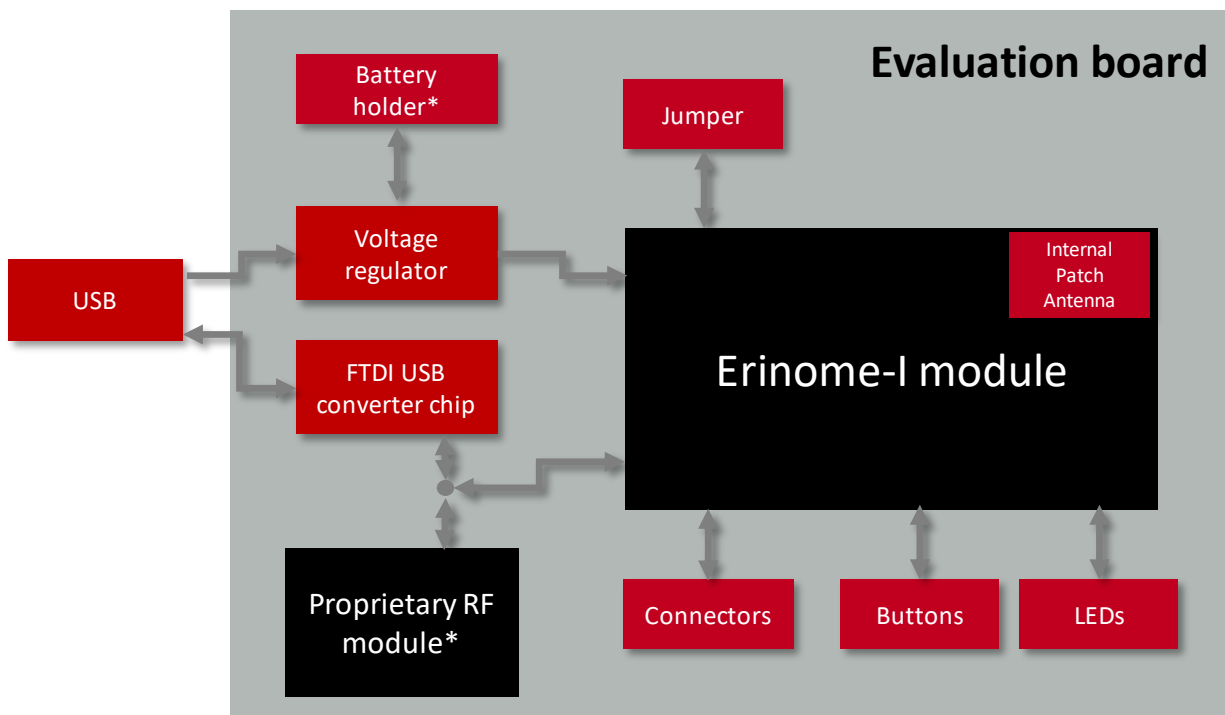 Evaluation board
Battery
holder*
Jumper
Voltage
regulator
Internal
Patch
Antenna
USB
Erinome-I module
FTDI USB
converter chip
Proprietary RF
module*
Connectors
Buttons
LEDs